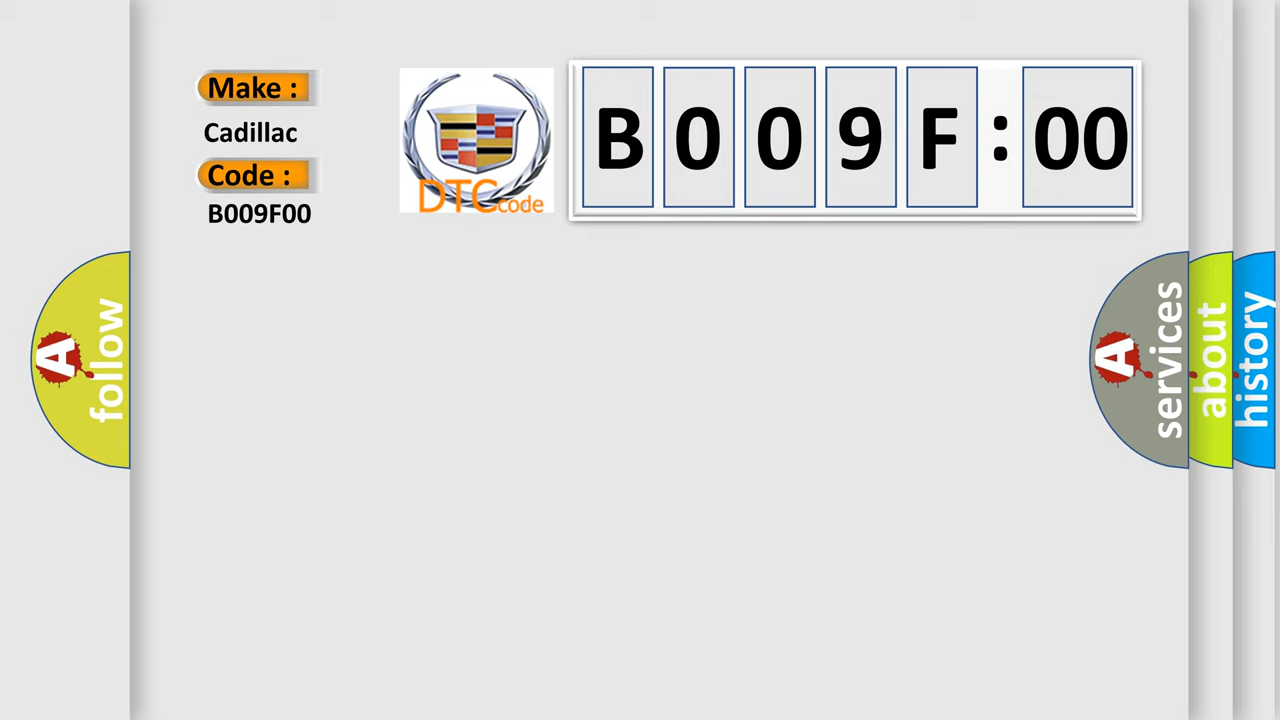 Make :
Cadillac
Code :
B009F00
DTCcode
B 0 0 9 F : 00
A follow
A services
about
history